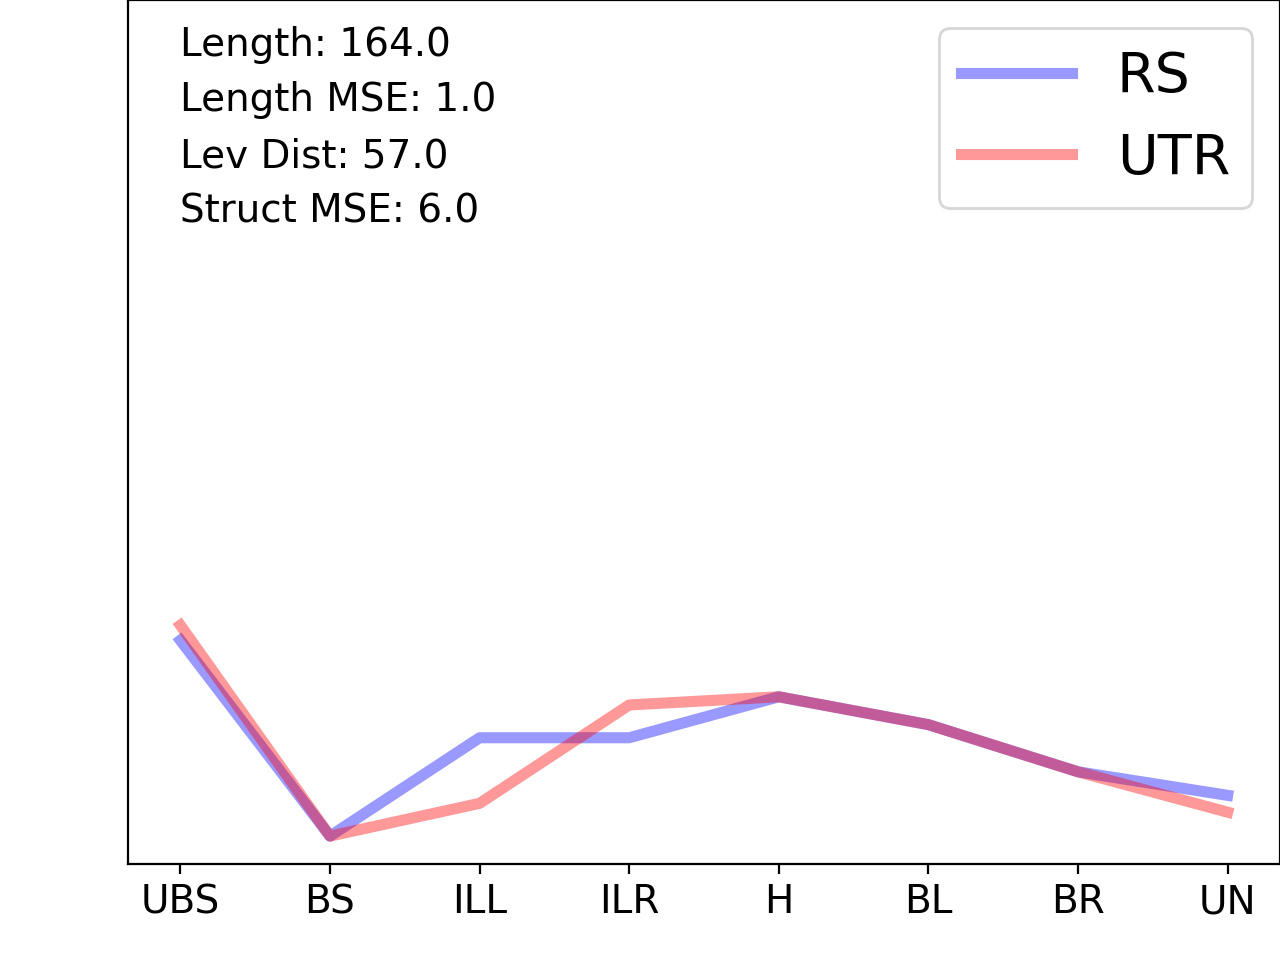 Length: 164.0
Length MSE: 1.0
Lev Dist: 57.0
Struct MSE: 6.0
RS
UTR
UBS BS ILL ILR H BL BR UN